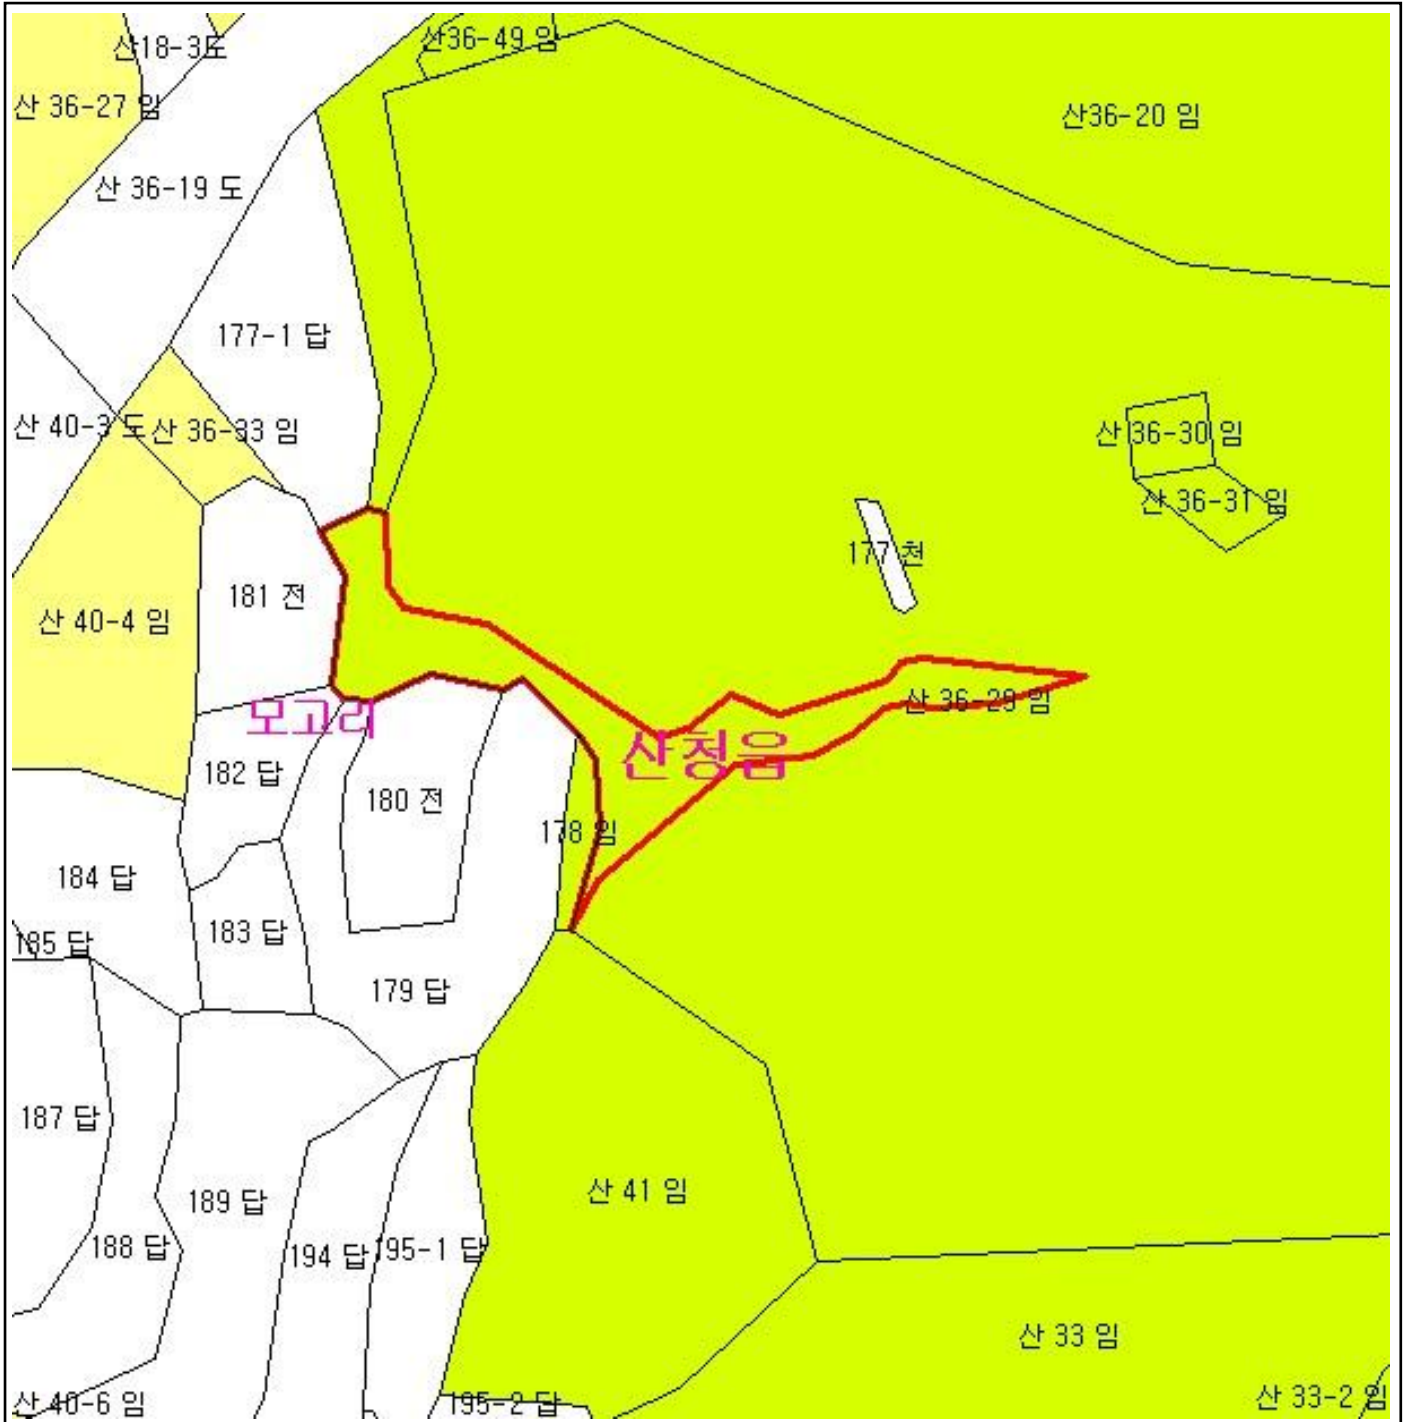 산18-3도
산36-49 임
산 36-27 임
산36-20 임
산 36-19 도
177-1 답
산 40-3 도
산 36-33 임
산 36-30 임
산 36-31 임
177 천
181 전
산 40-4 임
산 36-29 임
모고리
산청읍
182 답
180 전
178 임
184 답
183 답
185 답
179 답
187 답
산 41 임
189 답
188 답
194 답
195-1 답
산 33 임
산 33-2 임
산 40-6 임
195-2 답